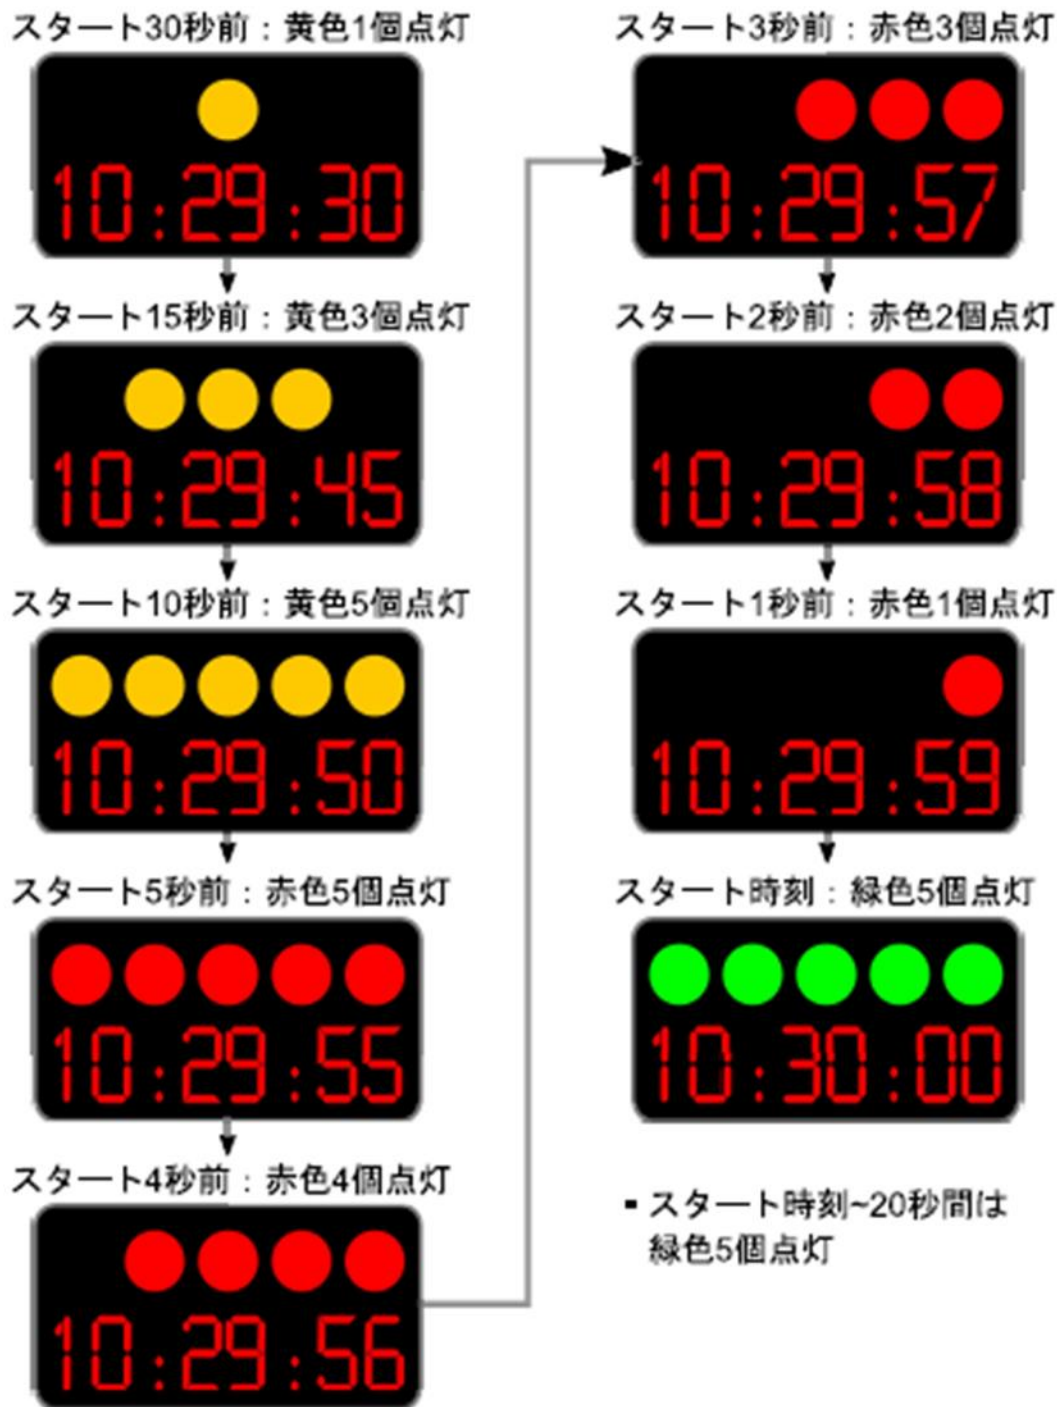 スタート30秒前：黄色1個点灯
10:29:30
スタート15秒前：黄色3個点灯
10:29:45
スタート10秒前：黄色5個点灯
10:29:50
スタート5秒前：赤色5個点灯
10:29:55
スタート4秒前：赤色4個点灯
10:29:56
スタート3秒前：赤色3個点灯
10:29:57
スタート2秒前：赤色2個点灯
10:29:58
スタート1秒前：赤色1個点灯
10:29:59
スタート時刻：緑色5個点灯
10:30:00
▪ スタート時刻~20秒間は
緑色5個点灯